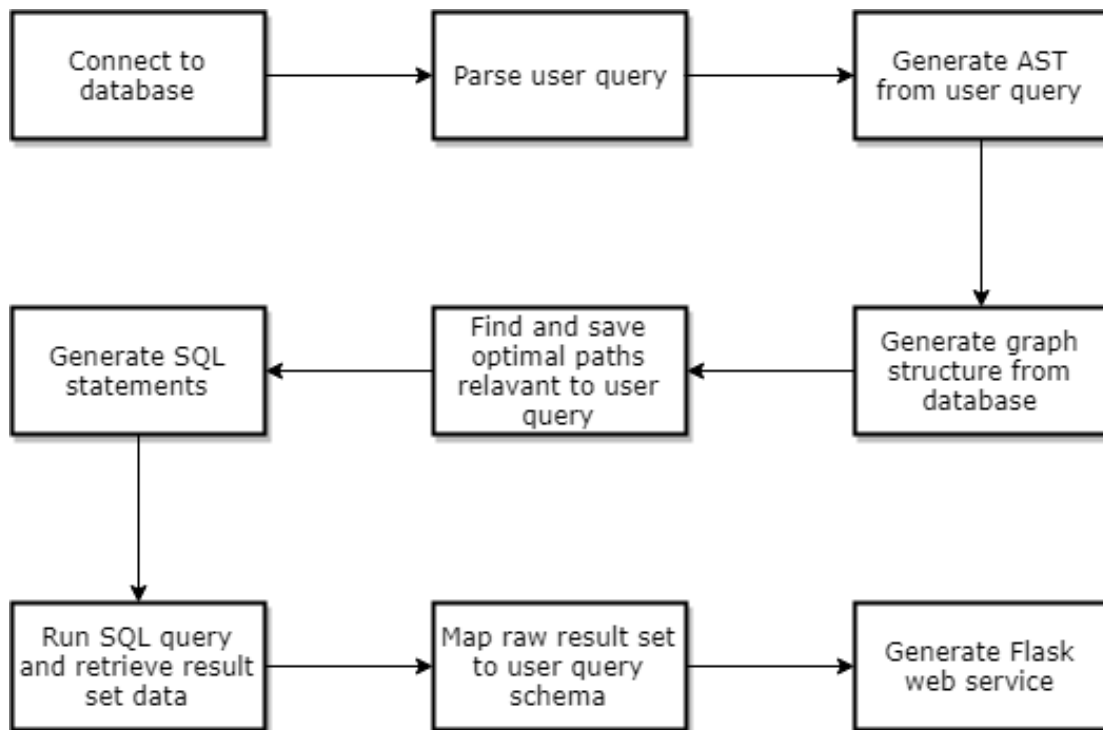 Connect to
database
Parse user query
Generate AST
from user query
Generate graph
structure from
database
Find and save
optimal paths
relavant to user
query
Generate SQL
statements
Run SQL query
and retrieve result
set data
Map raw result set
to user query
schema
Generate Flask
web service